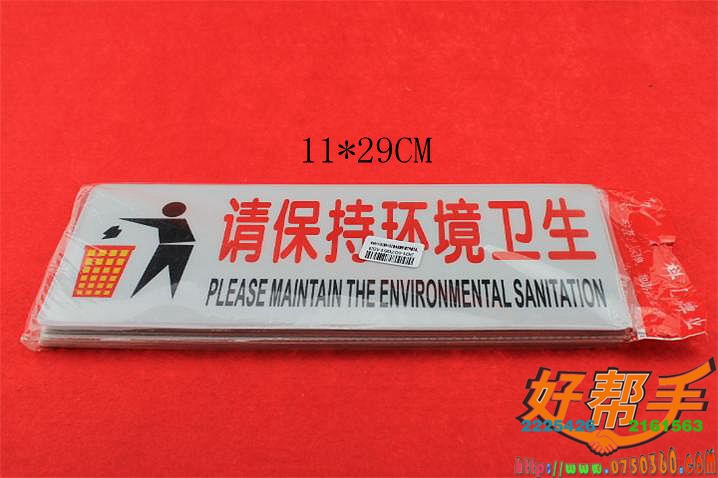 11*29CM
请保持环境卫生
PLEASE MAINTAIN THE ENVIRONMENTAL SANITATION
好帮手
2225426 2161563
http://www.0750360.com